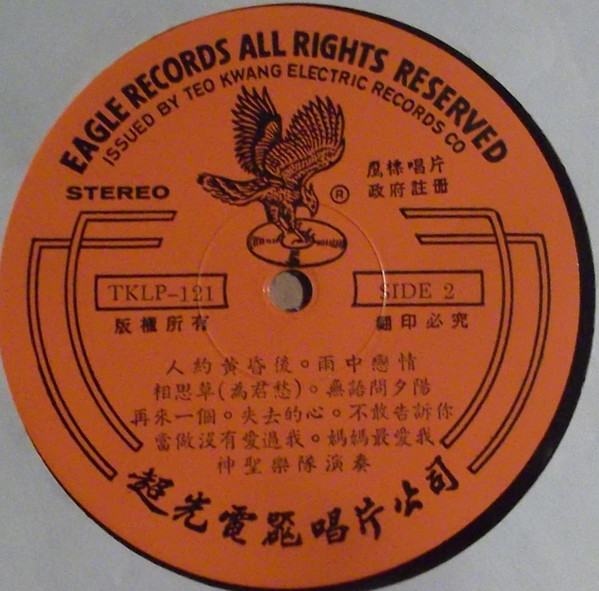 EAGLE RECORDS ALL RIGHTS RESERVED
ISSUED BY TEO KWANG ELECTRIC RECORDS CO
STEREO
®
唱片
政府註冊
TKLP-121
SIDE 2
版權所有
翻印必究
人約黃昏後。雨中戀情
相思草(為君愁)。無語問夕陽
再來一個。失去的心。不敢告訴你
當做沒有愛過我。媽媽最愛我
神聖樂隊演奏
超光電器唱片公司